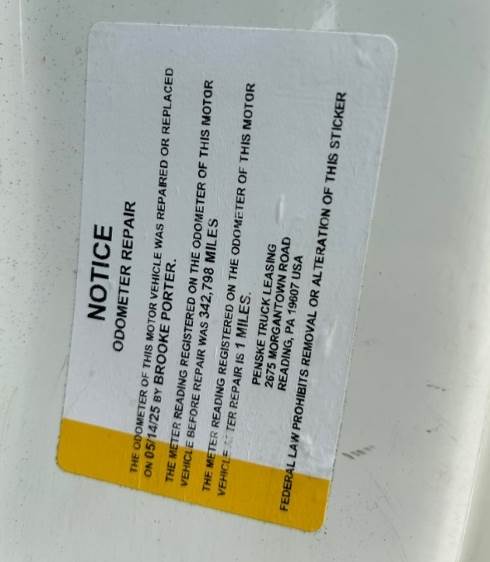 NOTICE
ODOMETER REPAIR
THE ODOMETER OF THIS MOTOR VEHICLE WAS REPAIRED OR REPLACED
ON 05/14/25 BY BROOKE PORTER.
THE METER READING REGISTERED ON THE ODOMETER OF THIS MOTOR
VEHICLE BEFORE REPAIR WAS 342,798 MILES
THE METER READING REGISTERED ON THE ODOMETER OF THIS MOTOR
VEHICLE AFTER REPAIR IS 1 MILES.
PENSKE TRUCK LEASING
2675 MORGANTOWN ROAD
READING, PA 19607 USA
FEDERAL LAW PROHIBITS REMOVAL OR ALTERATION OF THIS STICKER